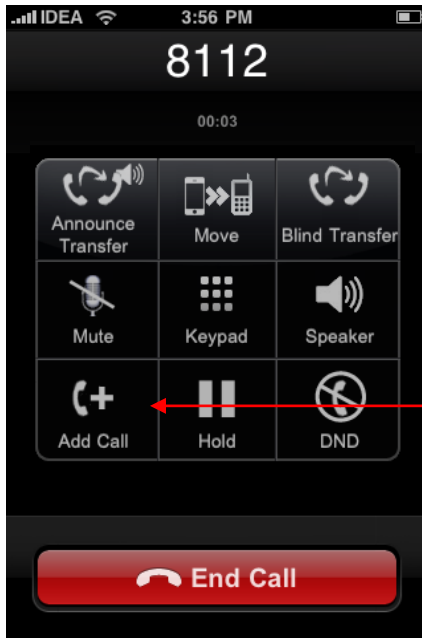 IDEA 3:56 PM
8112
00:03
Announce
Transfer
Move
Blind Transfer
Mute
Keypad
Speaker
Add Call
Hold
DND
End Call